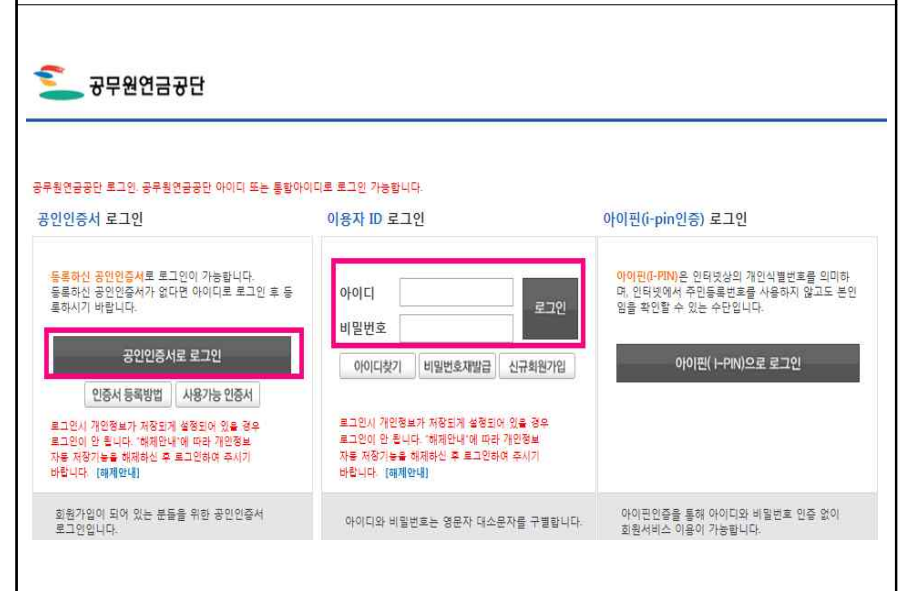 공무원연금공단
공무원연금공단 로그인. 공무원연금공단 아이디 또는 통합아이디로 로그인 가능합니다.
공인인증서 로그인
등록하신 공인인증서로 로그인이 가능합니다.
등록하신 공인인증서가 없다면 아이디로 로그인 후 등
록하시기 바랍니다.
공인인증서로 로그인
인증서 등록방법 사용가능 인증서
로그인시 개인정보가 저장되게 설정되어 있을 경우
로그인이 안 됩니다. "해제안내"에 따라 개인정보
자동 저장기능을 해제하신 후 로그인하여 주시기
바랍니다. [해제안내]
회원가입이 되어 있는 분들을 위한 공인인증서
로그인입니다.
이용자 ID 로그인
아이디
비밀번호
로그인
아이디찾기 비밀번호재발급 신규회원가입
로그인시 개인정보가 저장되게 설정되어 있을 경우
로그인이 안 됩니다. "해제안내"에 따라 개인정보
자동 저장기능을 해제하신 후 로그인하여 주시기
바랍니다. [해제안내]
아이디와 비밀번호는 영문자 대소문자를 구별합니다.
아이핀(i-pin인증) 로그인
아이핀(I-PIN)은 인터넷상의 개인식별번호를 의미하
며, 인터넷에서 주민등록번호를 사용하지 않고도 본인
임을 확인할 수 있는 수단입니다.
아이핀( I-PIN)으로 로그인
아이핀인증을 통해 아이디와 비밀번호 인증 없이
회원서비스 이용이 가능합니다.